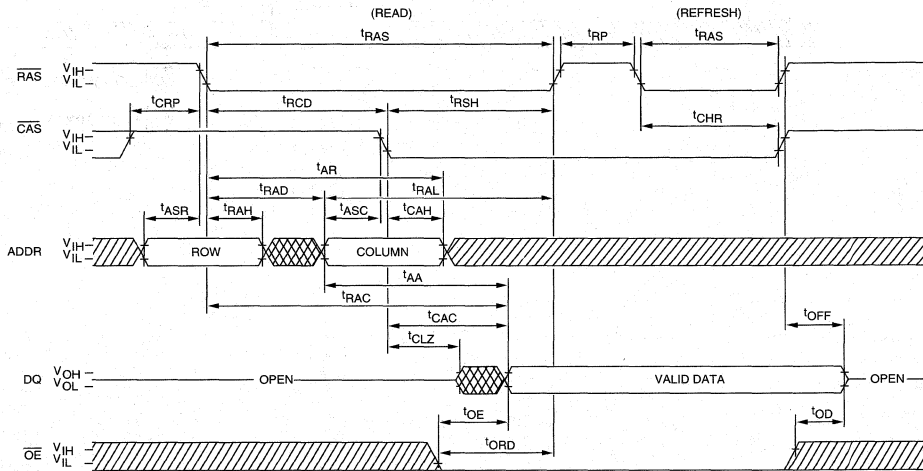 (READ) (REFRESH)
tRAS tRP tRAS
RAS VIH VIL
tCRP tRCD tRSH
CAS VIH VIL
tCHR
tAR
tRAD tRAL
tASR tRAH tASC tCAH
ADDR VIH VIL ROW COLUMN
tAA
tRAC
tCAC tOFF
tCLZ
DQ VOH VOL OPEN VALID DATA OPEN
tOE tOD
tORD
OE VIH VIL